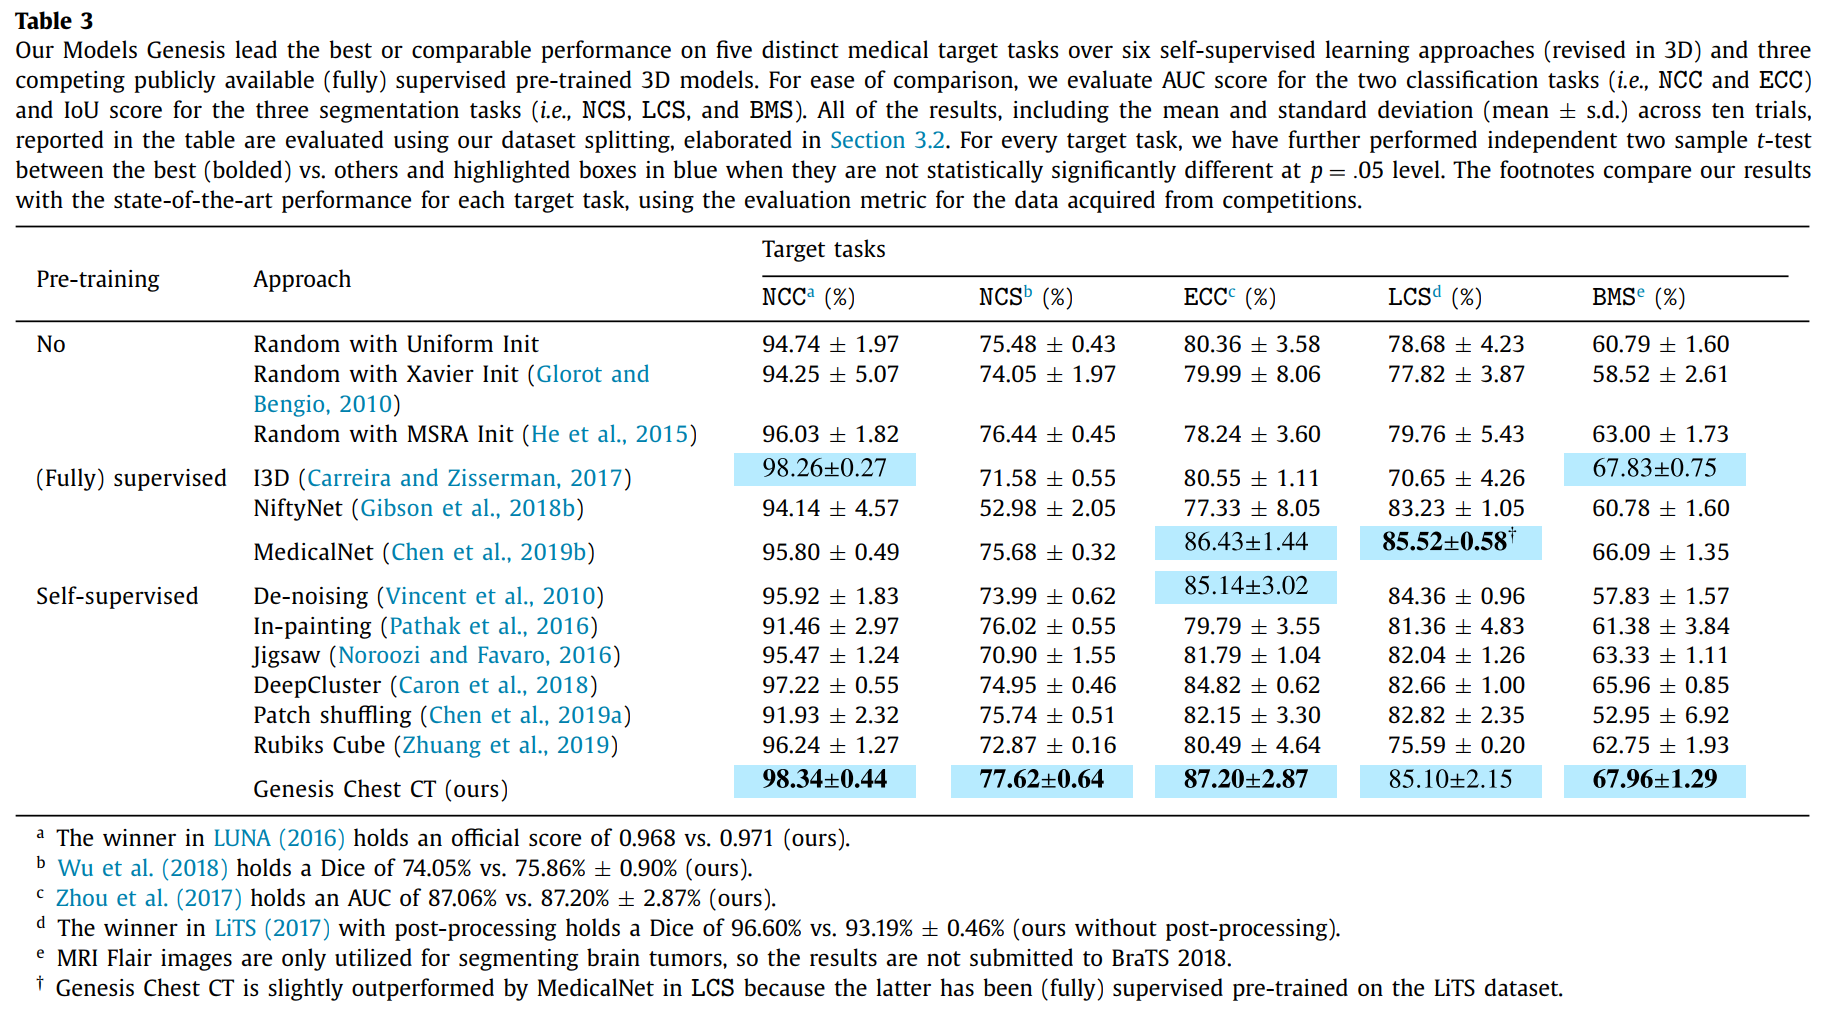 Table 3
Our Models Genesis lead the best or comparable performance on five distinct medical target tasks over six self-supervised learning approaches (revised in 3D) and three
competing publicly available (fully) supervised pre-trained 3D models. For ease of comparison, we evaluate AUC score for the two classification tasks (i.e., NCC and ECC)
and IoU score for the three segmentation tasks (i.e., NCS, LCS, and BMS). All of the results, including the mean and standard deviation (mean ± s.d.) across ten trials,
reported in the table are evaluated using our dataset splitting, elaborated in Section 3.2. For every target task, we have further performed independent two sample t-test
between the best (bolded) vs. others and highlighted boxes in blue when they are not statistically significantly different at p = .05 level. The footnotes compare our results
with the state-of-the-art performance for each target task, using the evaluation metric for the data acquired from competitions.
Pre-training Approach Target tasks
NCCa (%) NCSb (%) ECCc (%) LCSd (%) BMSe (%)
No Random with Uniform Init 94.74 ± 1.97 75.48 ± 0.43 80.36 ± 3.58 78.68 ± 4.23 60.79 ± 1.60
Random with Xavier Init (Glorot and 94.25 ± 5.07 74.05 ± 1.97 79.99 ± 8.06 77.82 ± 3.87 58.52 ± 2.61
Bengio, 2010)
Random with MSRA Init (He et al., 2015) 96.03 ± 1.82 76.44 ± 0.45 78.24 ± 3.60 79.76 ± 5.43 63.00 ± 1.73
(Fully) supervised I3D (Carreira and Zisserman, 2017) 98.26±0.27 71.58 ± 0.55 80.55 ± 1.11 70.65 ± 4.26 67.83±0.75
NiftyNet (Gibson et al., 2018b) 94.14 ± 4.57 52.98 ± 2.05 77.33 ± 8.05 83.23 ± 1.05 60.78 ± 1.60
MedicalNet (Chen et al., 2019b) 95.80 ± 0.49 75.68 ± 0.32 86.43±1.44 85.52±0.58† 66.09 ± 1.35
Self-supervised De-noising (Vincent et al., 2010) 95.92 ± 1.83 73.99 ± 0.62 85.14±3.02 84.36 ± 0.96 57.83 ± 1.57
In-painting (Pathak et al., 2016) 91.46 ± 2.97 76.02 ± 0.55 79.79 ± 3.55 81.36 ± 4.83 61.38 ± 3.84
Jigsaw (Noroozi and Favaro, 2016) 95.47 ± 1.24 70.90 ± 1.55 81.79 ± 1.04 82.04 ± 1.26 63.33 ± 1.11
DeepCluster (Caron et al., 2018) 97.22 ± 0.55 74.95 ± 0.46 84.82 ± 0.62 82.66 ± 1.00 65.96 ± 0.85
Patch shuffling (Chen et al., 2019a) 91.93 ± 2.32 75.74 ± 0.51 82.15 ± 3.30 82.82 ± 2.35 52.95 ± 6.92
Rubiks Cube (Zhuang et al., 2019) 96.24 ± 1.27 72.87 ± 0.16 80.49 ± 4.64 75.59 ± 0.20 62.75 ± 1.93
Genesis Chest CT (ours) 98.34±0.44 77.62±0.64 87.20±2.87 85.10±2.15 67.96±1.29
a The winner in LUNA (2016) holds an official score of 0.968 vs. 0.971 (ours).
b Wu et al. (2018) holds a Dice of 74.05% vs. 75.86% ± 0.90% (ours).
c Zhou et al. (2017) holds an AUC of 87.06% vs. 87.20% ± 2.87% (ours).
d The winner in LiTS (2017) with post-processing holds a Dice of 96.60% vs. 93.19% ± 0.46% (ours without post-processing).
e MRI Flair images are only utilized for segmenting brain tumors, so the results are not submitted to BraTS 2018.
† Genesis Chest CT is slightly outperformed by MedicalNet in LCS because the latter has been (fully) supervised pre-trained on the LiTS dataset.